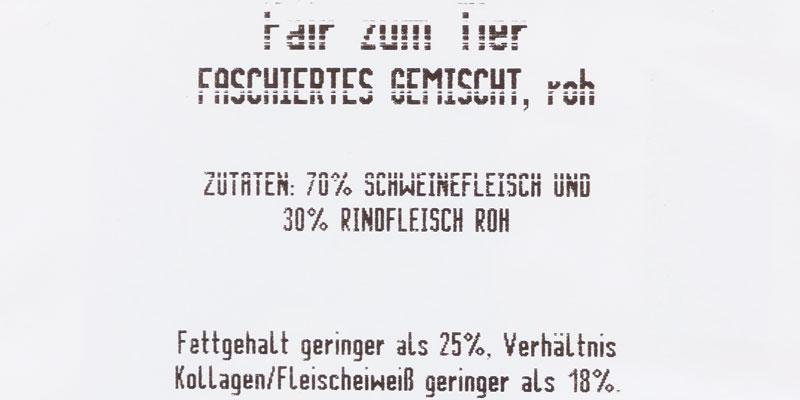 Fair zum Tier
FASCHIERTES GEMISCHT, roh
ZUTATEN: 70% SCHWEINEFLEISCH UND
30% RINDFLEISCH ROH
Fettgehalt geringer als 25%, Verhältnis
Kollagen/Fleischeiweiß geringer als 18%.